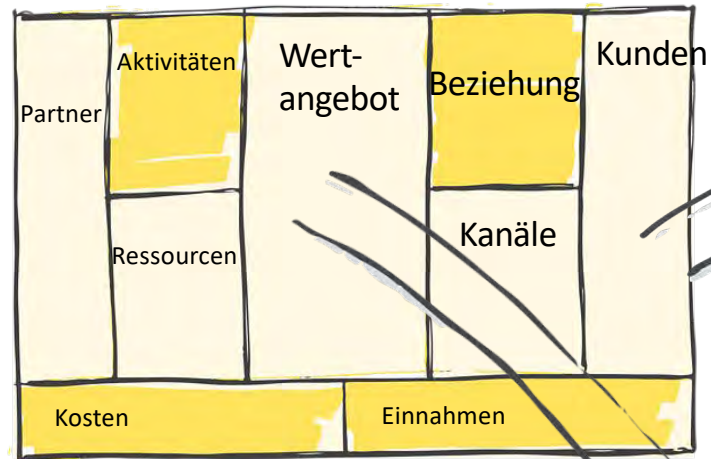 Partner
Aktivitäten
Ressourcen
Wert-
angebot
Beziehung
Kanäle
Kunden
Kosten
Einnahmen